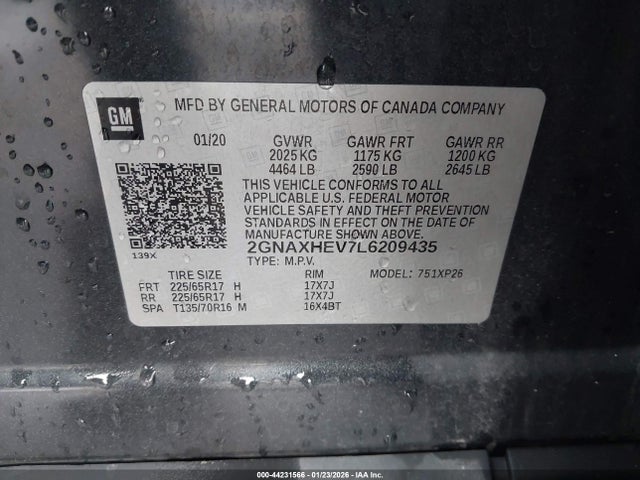 GM
MFD BY GENERAL MOTORS OF CANADA COMPANY
01/20 GVWR GAWR FRT GAWR RR
2025 KG 1175 KG 1200 KG
4464 LB 2590 LB 2645 LB
THIS VEHICLE CONFORMS TO ALL
APPLICABLE U.S. FEDERAL MOTOR
VEHICLE SAFETY AND THEFT PREVENTION
STANDARDS IN EFFECT ON THE DATE OF
MANUFACTURE SHOWN ABOVE.
2GNAXHEV7L6209435
139X TYPE: M.P.V.
TIRE SIZE RIM MODEL: 751XP26
FRT 225/65R17 H 17X7J
RR 225/65R17 H 17X7J
SPA T135/70R16 M 16X4BT
000-44231566 - 01/23/2026 - IAAI.COM